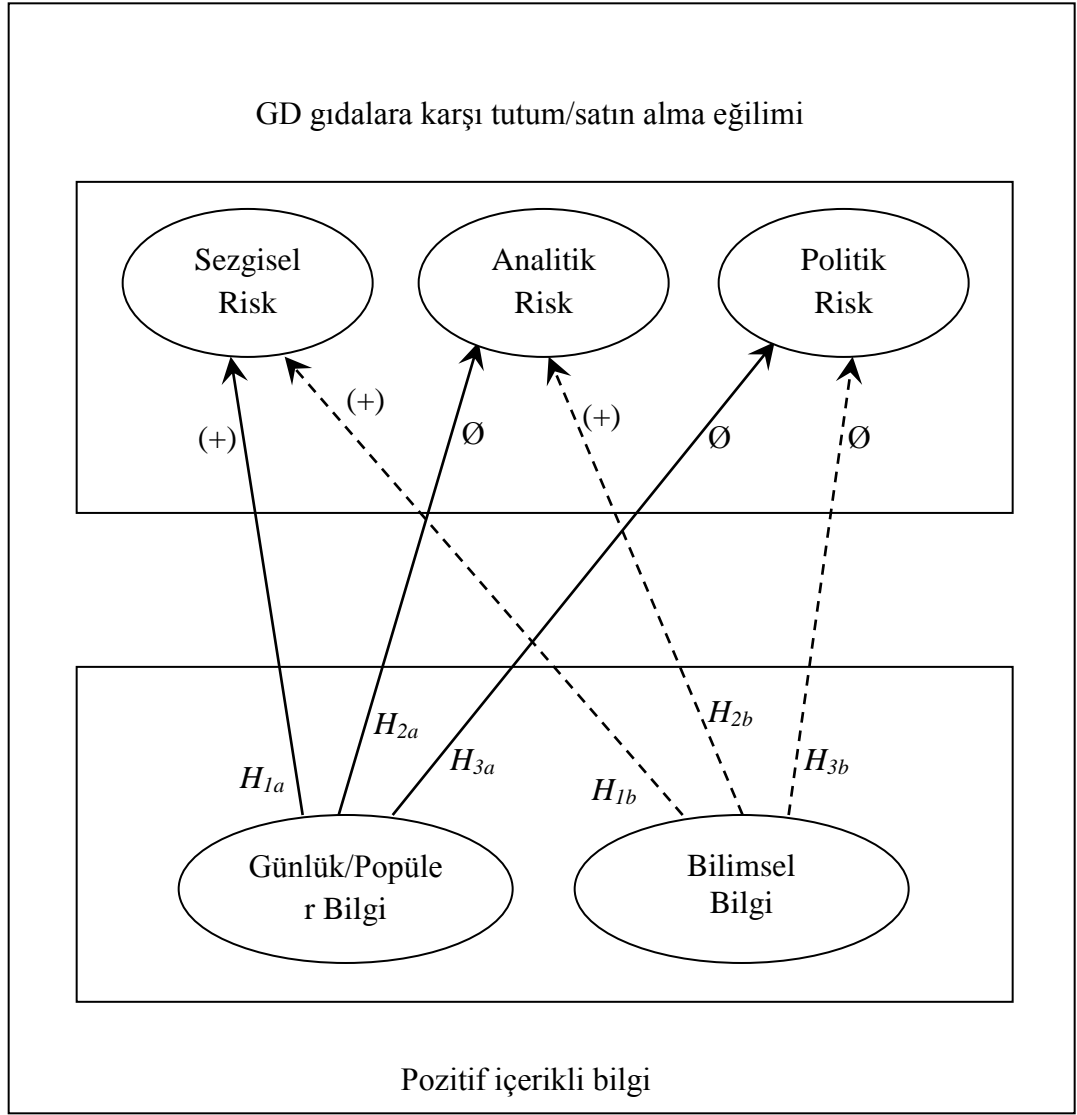 GD gıdalara karşı tutum/satın alma eğilimi
Sezgisel
Risk
Analitik
Risk
Politik
Risk
(+)
(+)
Ø
(+)
Ø
Ø
H1a
H2a
H3a
H1b
H2b
H3b
Günlük/Popüle
r Bilgi
Bilimsel
Bilgi
Pozitif içerikli bilgi